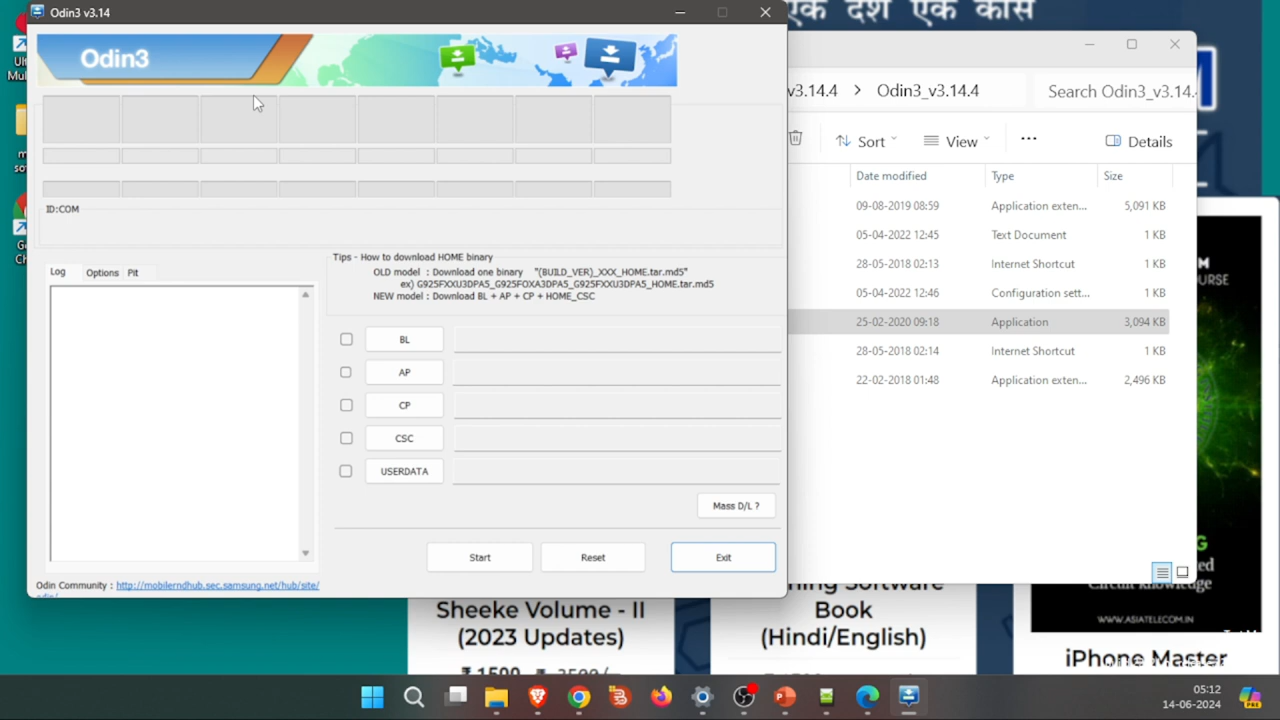 Odin3 v3.14
Odin3
ID:COM
Log
Options
Pit
Tips - How to download HOME binary
OLD model : Download one binary "(BUILD_VER)_XXX_HOME.tar.md5"
ex) G925FXXU3DPA5_G925FOXA3DPA5_G925FXXU3DPA5_HOME.tar.md5
NEW model : Download BL + AP + CP + HOME_CSC
BL
AP
CP
CSC
USERDATA
Mass D/L ?
Start
Reset
Exit
Odin Community : http://mobilerndhub.sec.samsung.net/hub/site/
odin/
एक देश एक कोर्स
v3.14.4 > Odin3_v3.14.4
Search Odin3_v3.14.
Sort
View
Details
Date modified Type Size
09-08-2019 08:59 Application exten... 5,091 KB
05-04-2022 12:45 Text Document 1 KB
28-05-2018 02:13 Internet Shortcut 1 KB
05-04-2022 12:46 Configuration sett... 1 KB
25-02-2020 09:18 Application 3,094 KB
28-05-2018 02:14 Internet Shortcut 1 KB
22-02-2018 01:48 Application exten... 2,496 KB
Sheeke Volume - II
(2023 Updates)
Software
Book
(Hindi/English)
Circuit Knowledge
WWW.ASIATELECOM.IN
iPhone Master
05:12
14-06-2024
PRE